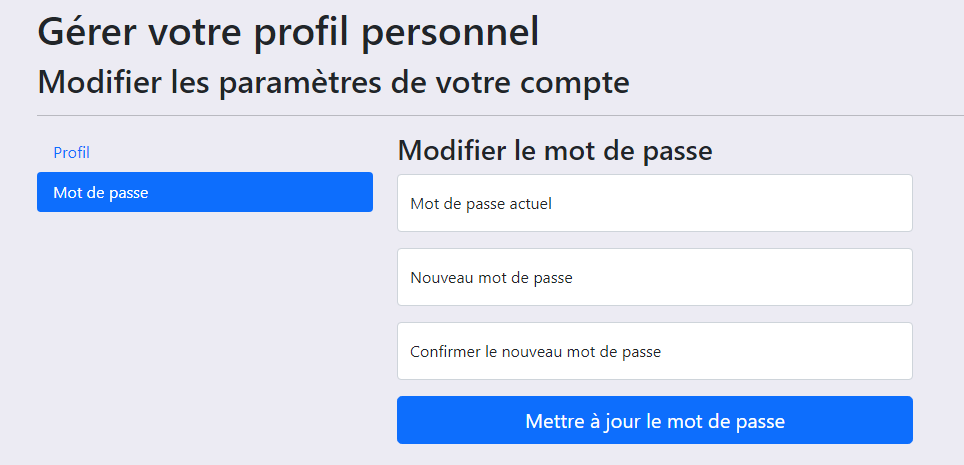 Gérer votre profil personnel
Modifier les paramètres de votre compte
Profil
Mot de passe
Modifier le mot de passe
Mot de passe actuel
Nouveau mot de passe
Confirmer le nouveau mot de passe
Mettre à jour le mot de passe